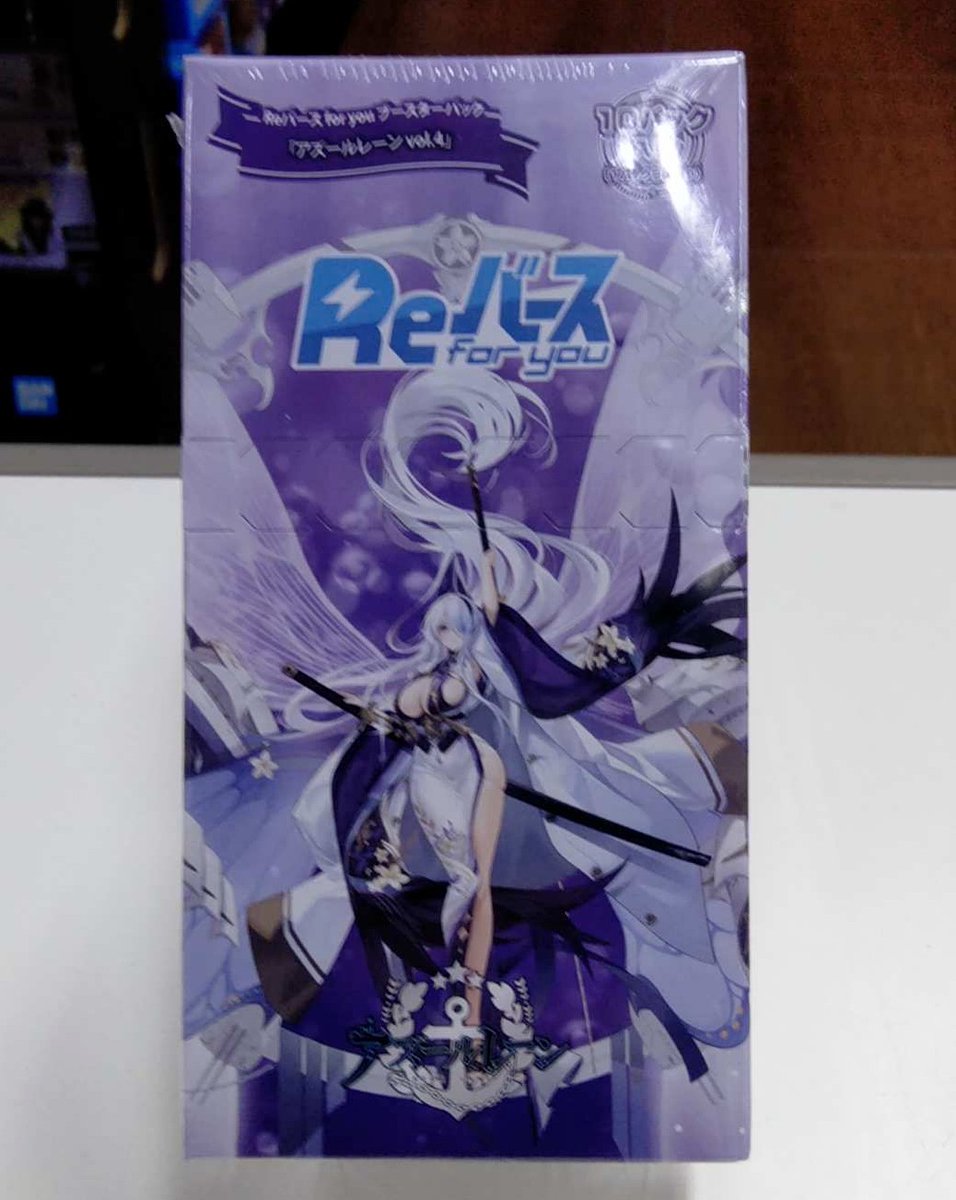 Reバース for you ブースターパック
「アズールレーン vol.4」
10パック
Reバース
for you
アズールレーン